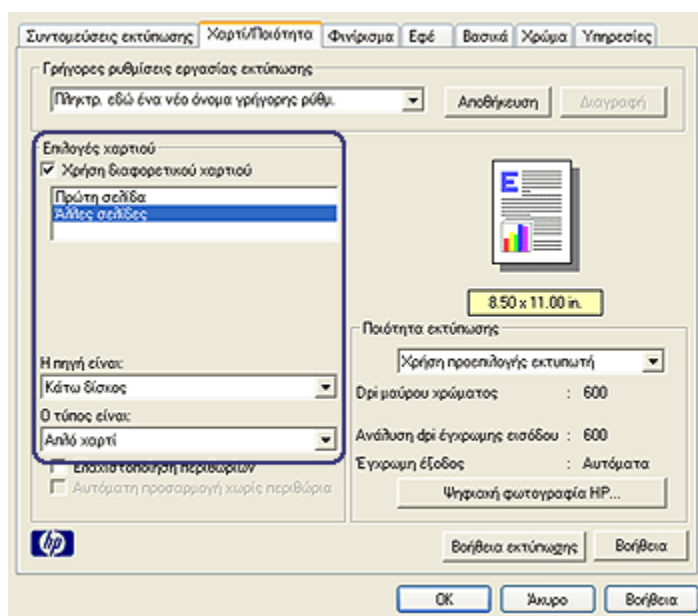 Συντομεύσεις εκτύπωσης Χαρτί/Ποιότητα Φινίρισμα Εφέ Βασικά Χρώμα Υπηρεσίες
Γρήγορες ρυθμίσεις εργασίας εκτύπωσης
Πληκτρ. εδώ ένα νέο όνομα γρήγορης ρύθμ. Αποθήκευση Διαγραφή
Επιλογές χαρτιού
Χρήση διαφορετικού χαρτιού
Πρώτη σελίδα
Άλλες σελίδες
8.50 x 11.00 in.
Ποιότητα εκτύπωσης
Χρήση προεπιλογής εκτυπωτή
Η πηγή είναι:
Κάτω δίσκος
Dpi μαύρου χρώματος : 600
Ο τύπος είναι:
Απλό χαρτί
Ανάλυση dpi έγχρωμης εισόδου : 600
Ελαχιστοποίηση περιθωρίων
Έγχρωμη έξοδος : Αυτόματα
Αυτόματη προσαρμογή χωρίς περιθώρια
Ψηφιακή φωτογραφία HP...
hp
Βοήθεια εκτύπωσης Βοήθεια
OK Άκυρο Βοήθεια